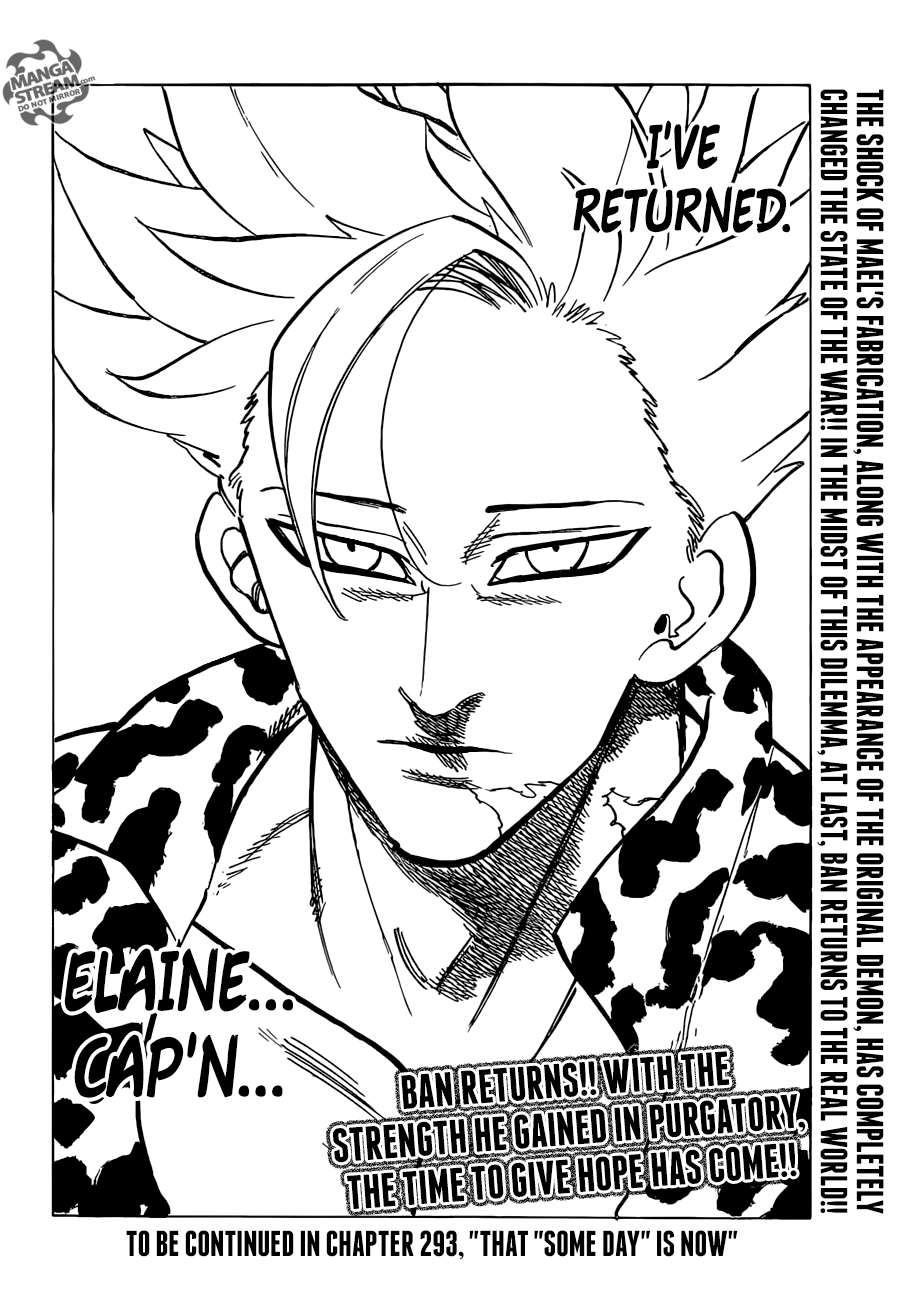 MANGA
STREAM.com
DO NOT MIRROR!
I'VE
RETURNED.
THE SHOCK OF MAEL'S FABRICATION, ALONG WITH THE APPEARANCE OF THE ORIGINAL DEMON, HAS COMPLETELY
CHANGED THE STATE OF THE WAR!! IN THE MIDST OF THIS DILEMMA, AT LAST, BAN RETURNS TO THE REAL WORLD!!
ELAINE...
CAP'N...
BAN RETURNS!! WITH THE
STRENGTH HE GAINED IN PURGATORY,
THE TIME TO GIVE HOPE HAS COME!!
TO BE CONTINUED IN CHAPTER 293, "THAT "SOME DAY" IS NOW"